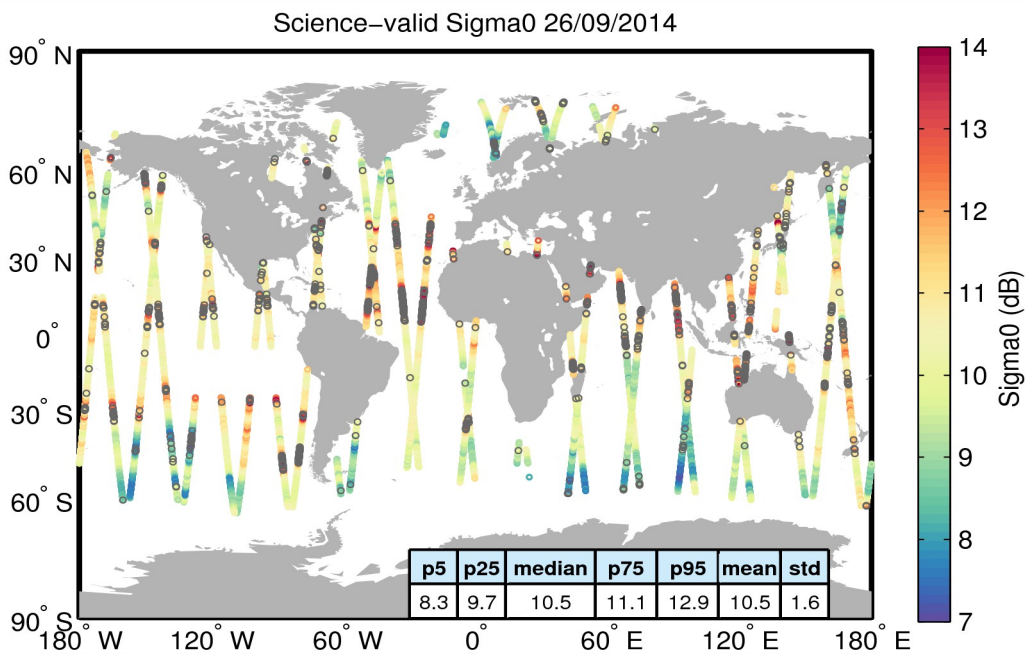 Science−valid Sigma0 26/09/2014
90° N
60° N
30° N
0°
30° S
60° S
90° S
180° W
120° W
60° W
0°
60° E
120° E
180° E
p5 p25 median p75 p95 mean std
8.3 9.7 10.5 11.1 12.9 10.5 1.6
14
13
12
11
10
9
8
7
Sigma0 (dB)